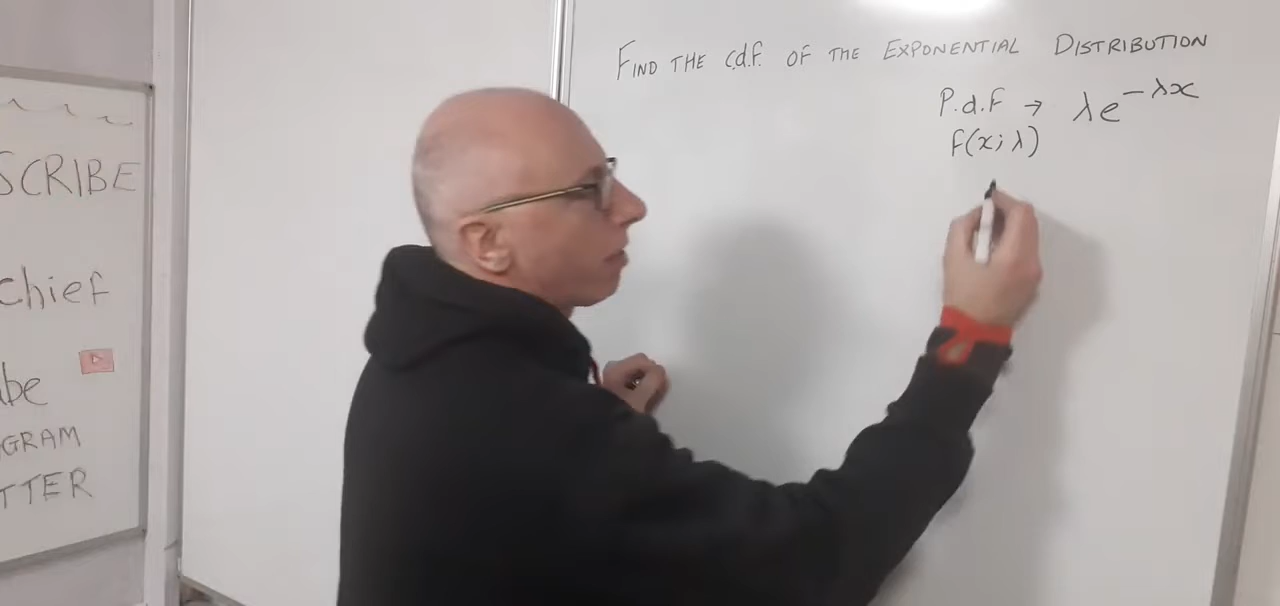 FIND THE c.d.f. OF THE EXPONENTIAL DISTRIBUTION
P.d.F → λe^{-λx}
F(x; λ)
SCRIBE
chief
be
GRAM
TTER